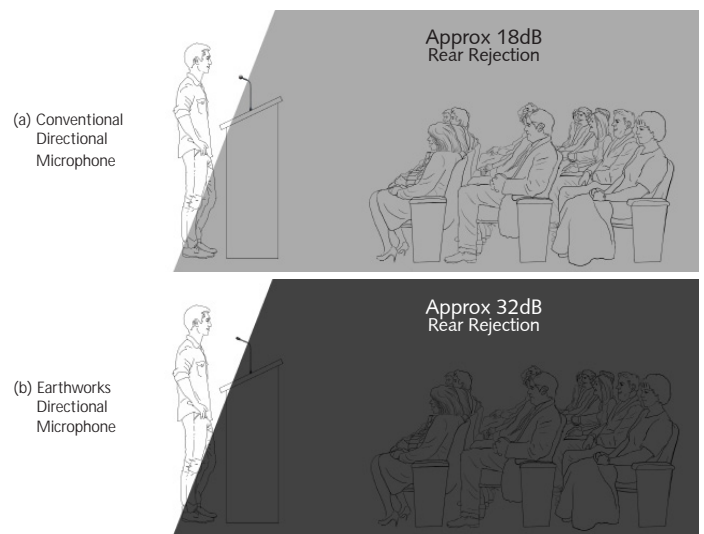 Approx 18dB
Rear Rejection
(a) Conventional
Directional
Microphone
Approx 32dB
Rear Rejection
(b) Earthworks
Directional
Microphone